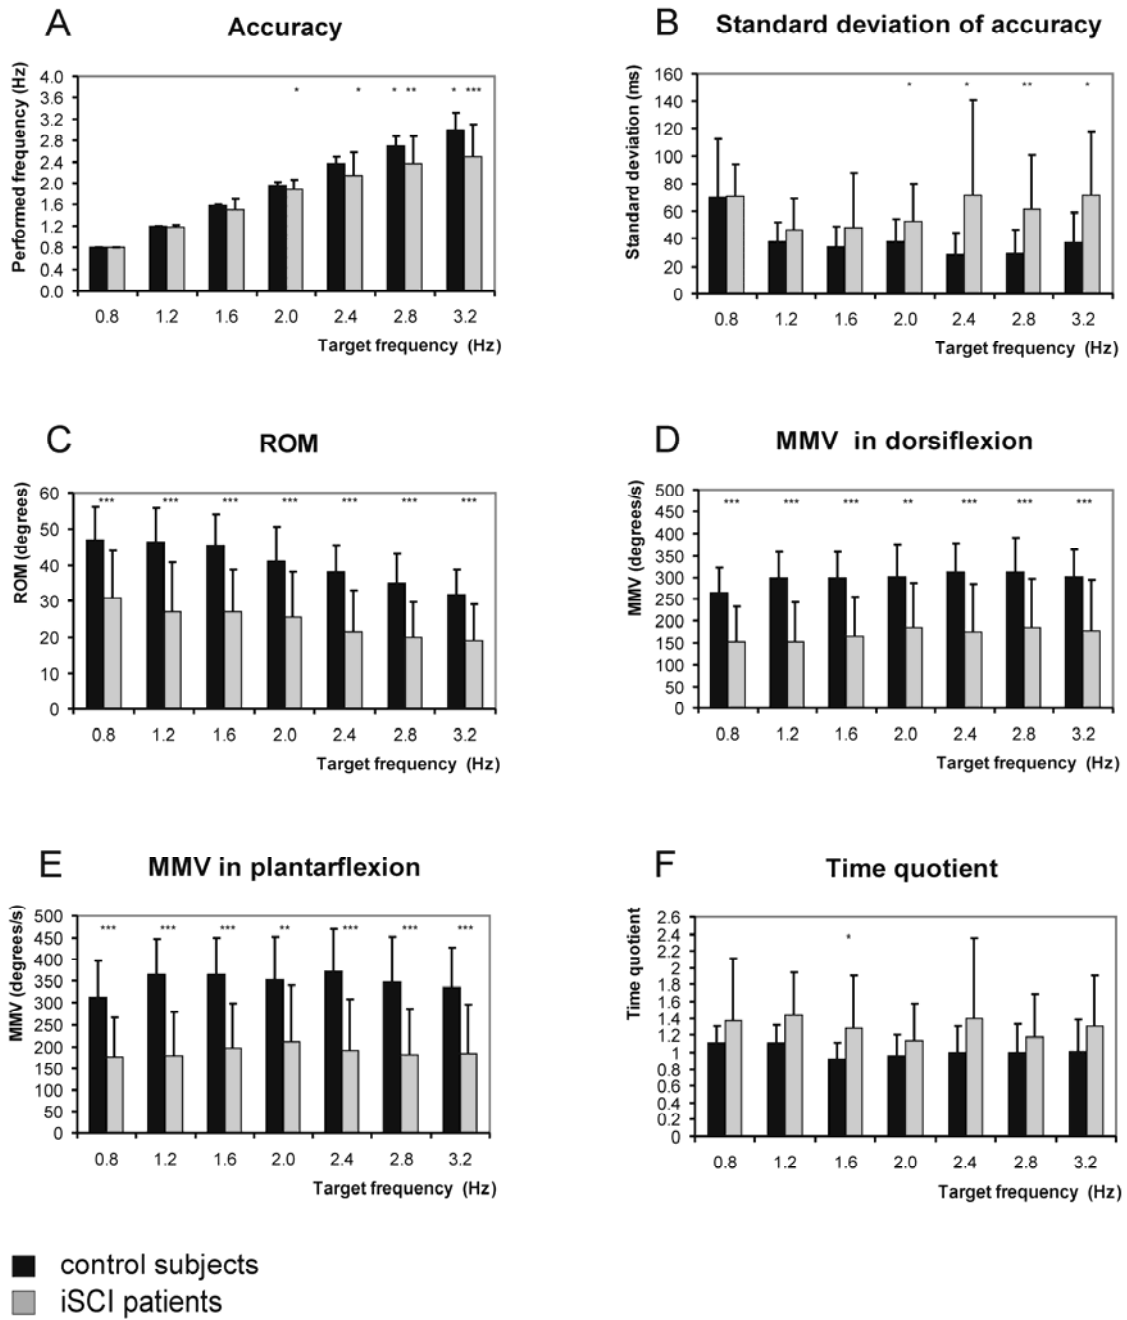 A
Accuracy
Performed frequency (Hz)
4.0
3.6
3.2
2.8
2.4
2.0
1.6
1.2
0.8
0.4
0.0
* * * ** * ***
0.8 1.2 1.6 2.0 2.4 2.8 3.2
Target frequency (Hz)
B
Standard deviation of accuracy
Standard deviation (ms)
160
140
120
100
80
60
40
20
0
* * ** *
0.8 1.2 1.6 2.0 2.4 2.8 3.2
Target frequency (Hz)
C
ROM
ROM (degrees)
60
50
40
30
20
10
0
*** *** *** *** *** *** ***
0.8 1.2 1.6 2.0 2.4 2.8 3.2
Target frequency (Hz)
D
MMV in dorsiflexion
MMV (degrees/s)
500
450
400
350
300
250
200
150
100
50
0
*** *** *** ** *** *** ***
0.8 1.2 1.6 2.0 2.4 2.8 3.2
Target frequency (Hz)
E
MMV in plantarflexion
MMV (degrees/s)
500
450
400
350
300
250
200
150
100
50
0
*** *** *** ** *** *** ***
0.8 1.2 1.6 2.0 2.4 2.8 3.2
Target frequency (Hz)
F
Time quotient
Time quotient
2.6
2.4
2.2
2
1.8
1.6
1.4
1.2
1
0.8
0.6
0.4
0.2
0
*
0.8 1.2 1.6 2.0 2.4 2.8 3.2
Target frequency (Hz)
control subjects
iSCI patients